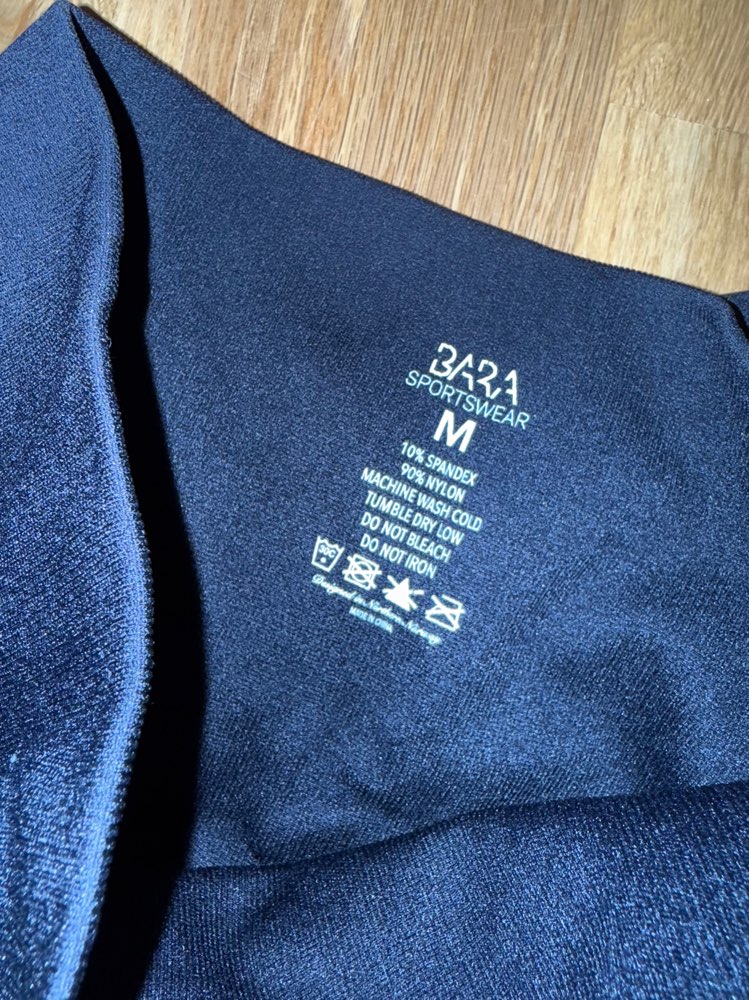 BARA
SPORTSWEAR
M
10% SPANDEX
90% NYLON
MACHINE WASH COLD
TUMBLE DRY LOW
DO NOT BLEACH
DO NOT IRON
30C
Designed in Northern Norway
MADE IN CHINA